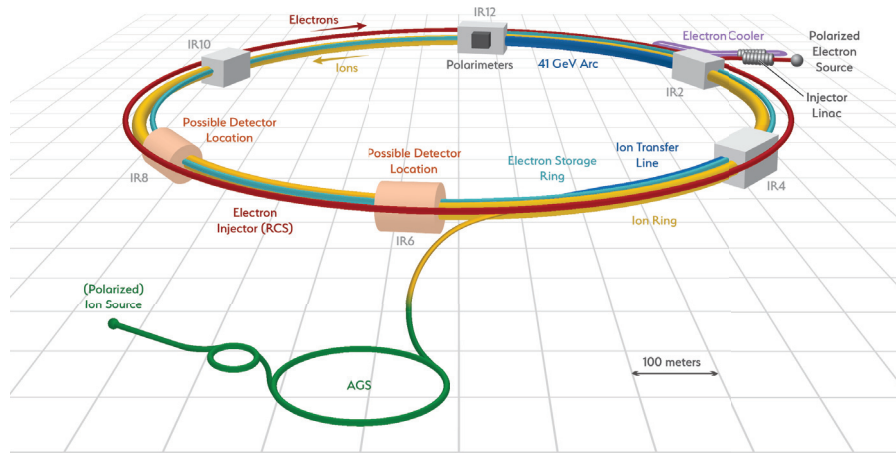 IR12
Electrons
Electron Cooler
Polarized
Electron
Source
IR10
Ions
Polarimeters
41 GeV Arc
IR2
Injector
Linac
Possible Detector
Location
Possible Detector
Location
Electron Storage
Ring
Ion Transfer
Line
IR8
IR4
Electron
Injector (RCS)
IR6
Ion Ring
(Polarized)
Ion Source
100 meters
AGS